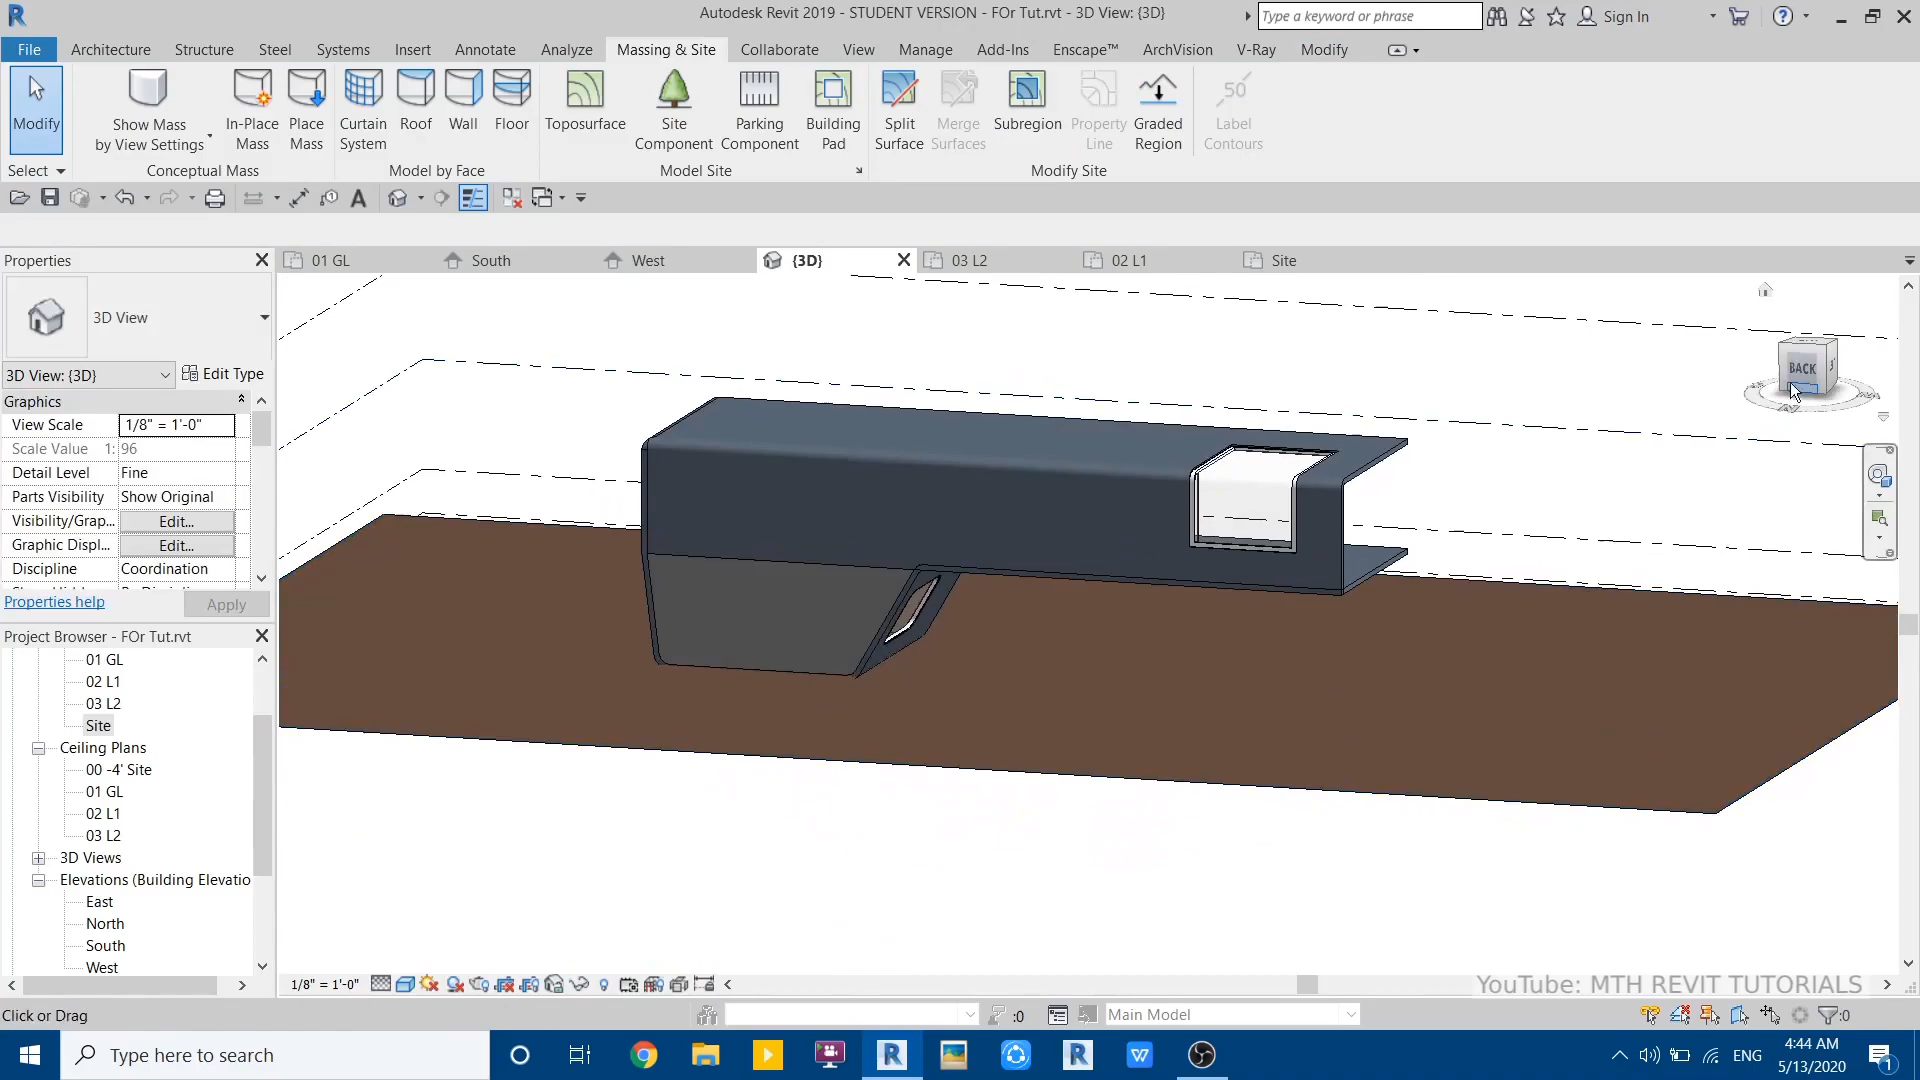 Autodesk Revit 2019 - STUDENT VERSION - FOr Tut.rvt - 3D View: {3D}
Type a keyword or phrase
Sign In
File Architecture Structure Steel Systems Insert Annotate Analyze Massing & Site Collaborate View Manage Add-Ins Enscape™ ArchVision V-Ray Modify
Modify
Show Mass by View Settings
In-Place Mass
Place Mass
Curtain System
Roof
Wall
Floor
Toposurface
Site Component
Parking Component
Building Pad
Split Surface
Merge Surfaces
Subregion
Property Line
Graded Region
50
Label Contours
Select
Conceptual Mass
Model by Face
Model Site
Modify Site
A
Properties
01 GL
South
West
{3D}
03 L2
02 L1
Site
3D View
3D View: {3D}
Edit Type
Graphics
View Scale 1/8" = 1'-0"
Scale Value 1: 96
Detail Level Fine
Parts Visibility Show Original
Visibility/Grap... Edit...
Graphic Displ... Edit...
Discipline Coordination
Properties help
Apply
BACK
Project Browser - FOr Tut.rvt
01 GL
02 L1
03 L2
Site
Ceiling Plans
00 -4' Site
01 GL
02 L1
03 L2
3D Views
Elevations (Building Elevatio
East
North
South
West
1/8" = 1'-0"
YouTube: MTH REVIT TUTORIALS
Click or Drag
:0
Main Model
:0
Type here to search
ENG
4:44 AM
5/13/2020
1